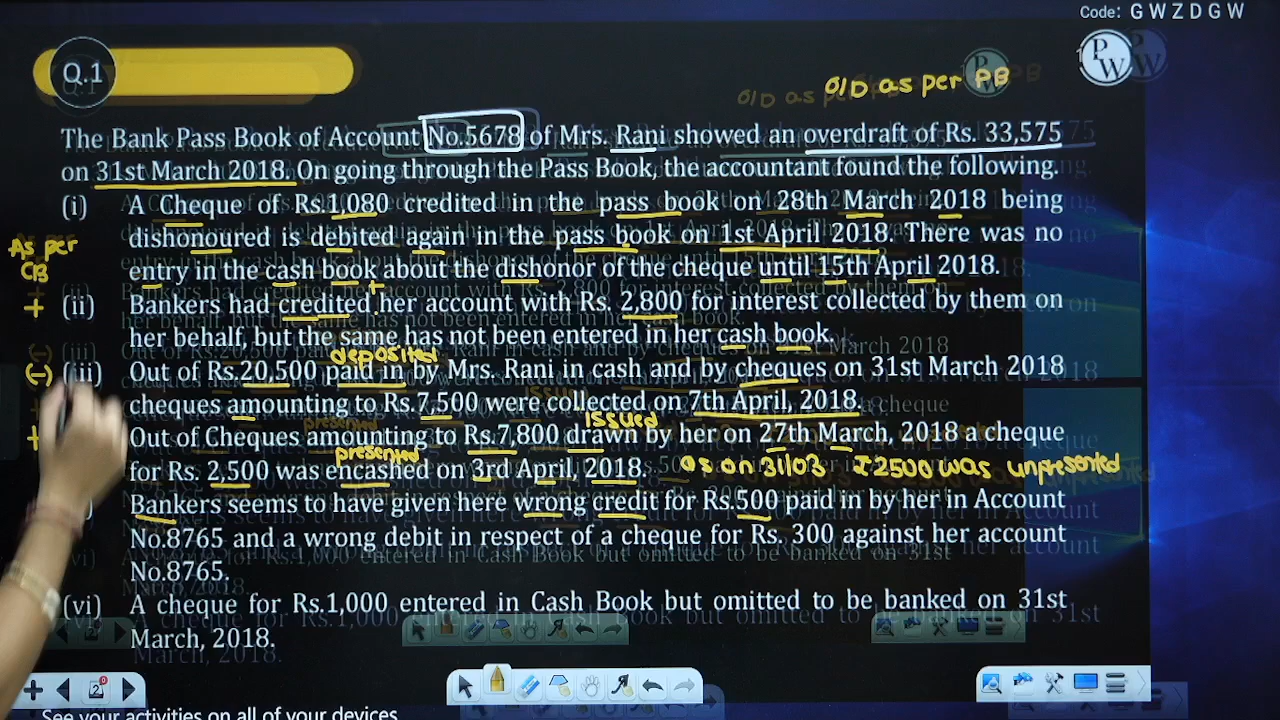 Code: G W Z D G W
Q.1
O/D as per PB
P W
The Bank Pass Book of Account No.5678 of Mrs. Rani showed an overdraft of Rs. 33,575
on 31st March 2018. On going through the Pass Book, the accountant found the following.
(i) A Cheque of Rs.1,080 credited in the pass book on 28th March 2018 being
dishonoured is debited again in the pass book on 1st April 2018. There was no
As per
CB
entry in the cash book about the dishonor of the cheque until 15th April 2018.
+ (ii) Bankers had credited her account with Rs. 2,800 for interest collected by them on
her behalf, but the same has not been entered in her cash book.
deposited
(iii) Out of Rs.20,500 paid in by Mrs. Rani in cash and by cheques on 31st March 2018
cheques amounting to Rs.7,500 were collected on 7th April, 2018.
issued
+ Out of Cheques amounting to Rs.7,800 drawn by her on 27th March, 2018 a cheque
presented
for Rs. 2,500 was encashed on 3rd April, 2018. as on 31/03 ₹2500 was unpresented
Bankers seems to have given here wrong credit for Rs.500 paid in by her in Account
No.8765 and a wrong debit in respect of a cheque for Rs. 300 against her account
No.8765.
(vi) A cheque for Rs.1,000 entered in Cash Book but omitted to be banked on 31st
March, 2018.
2
See your activities on all of your devices